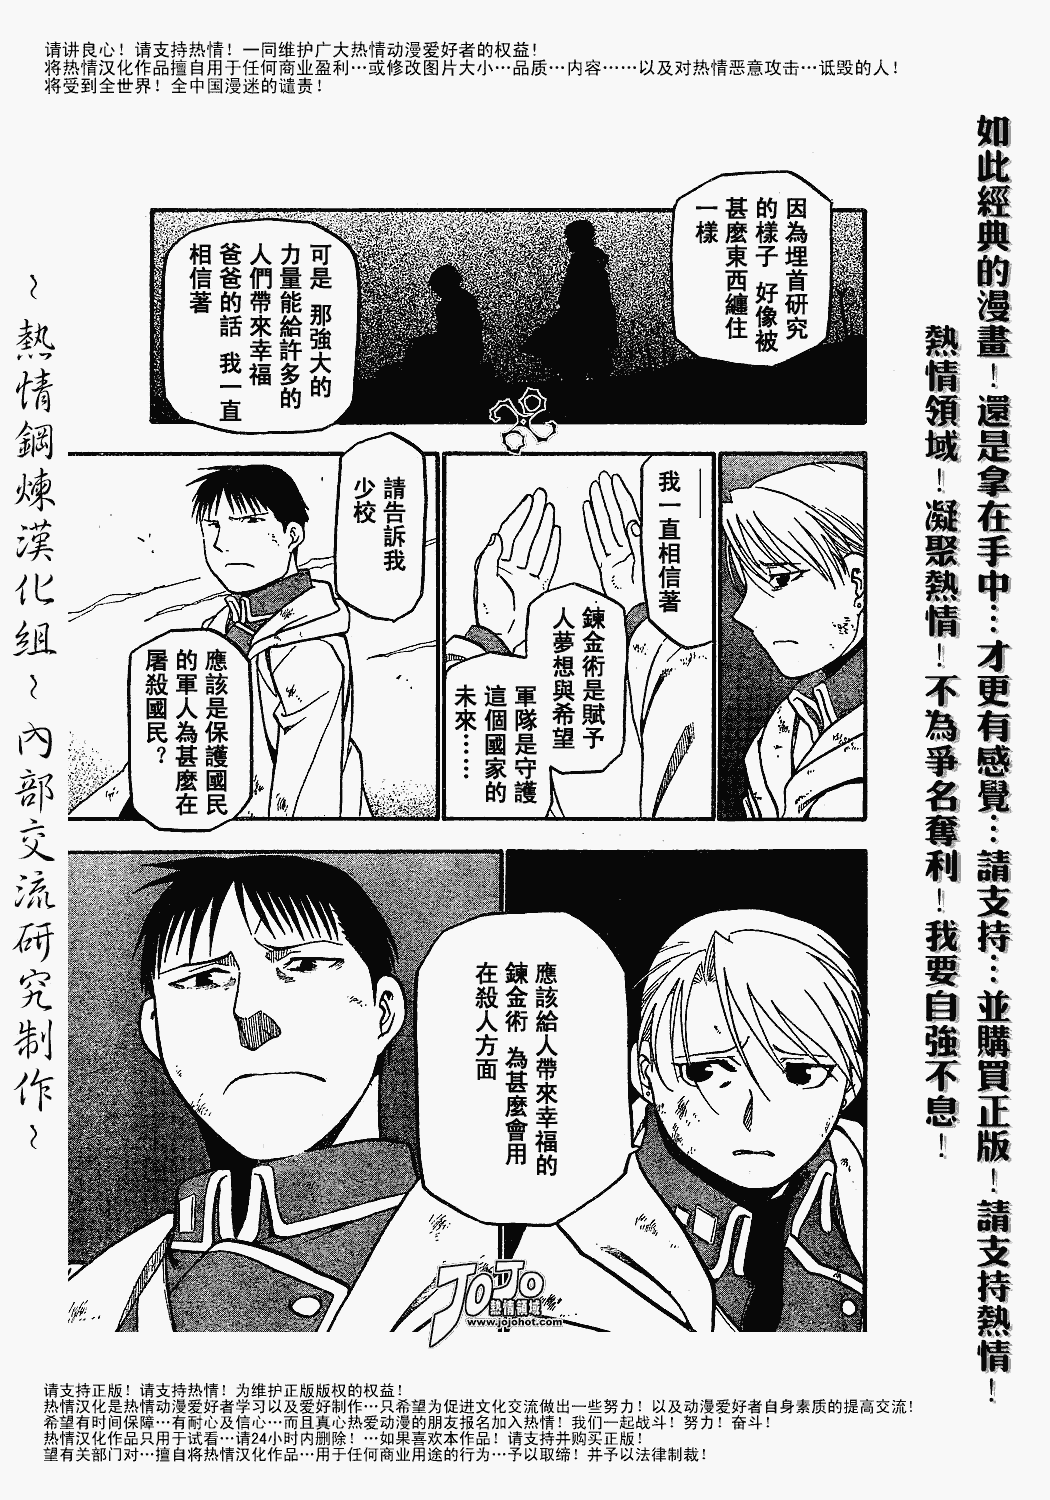 请讲良心！请支持热情！一同维护广大热情动漫爱好者的权益！
将热情汉化作品擅自用于任何商业盈利…或修改图片大小…品质…内容……以及对热情恶意攻击…诋毁的人！
将受到全世界！全中国漫迷的谴责！
如此經典的漫畫！還是拿在手中…才更有感覺…請支持…並購買正版！請支持熱情！
熱情領域！凝聚熱情！不為爭名奪利！我要自強不息！
因為埋首研究
的樣子 好像被
甚麼東西纏住
一樣
可是 那強大的
力量能給許多的
人們帶來幸福
爸爸的話 我一直
相信著
我一直相信著
鍊金術是賦予
人夢想與希望
軍隊是守護
這個國家的
未來……
請告訴我
少校
應該是保護國民
的軍人為甚麼在
屠殺國民？
應該給人帶來幸福的
鍊金術 為甚麼會用
在殺人方面
～熱情鋼煉漢化組～內部交流研究制作～
JOJO
熱情領域
www.jojohot.com
请支持正版！请支持热情！为维护正版版权的权益！
热情汉化是热情动漫爱好者学习以及爱好制作…只希望为促进文化交流做出一些努力！以及动漫爱好者自身素质的提高交流！
希望有时间保障…有耐心及信心…而且真心热爱动漫的朋友报名加入热情！我们一起战斗！努力！奋斗！
热情汉化作品只用于试看…请24小时内删除！…如果喜欢本作品！请支持并购买正版！
望有关部门对…擅自将热情汉化作品…用于任何商业用途的行为…予以取缔！并予以法律制裁！